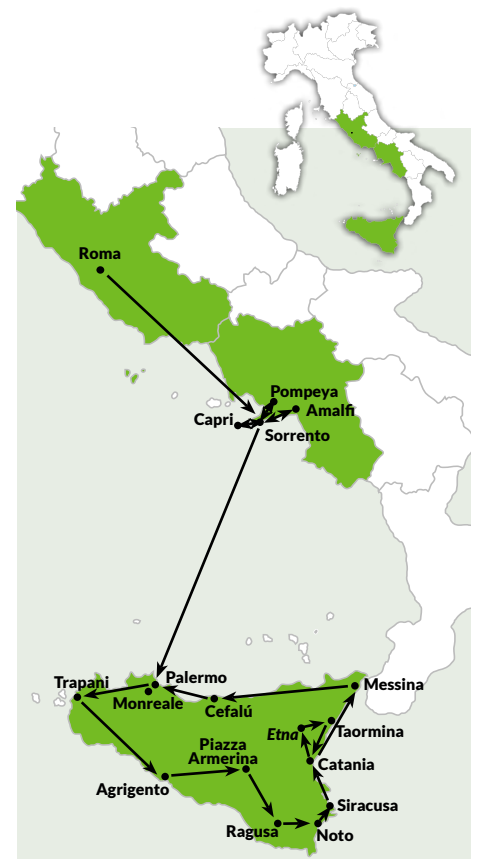 Roma
Pompeya
Capri
Amalfi
Sorrento
Trapani
Palermo
Messina
Monreale
Cefalú
Etna
Taormina
Piazza
Armerina
Catania
Agrigento
Siracusa
Ragusa
Noto